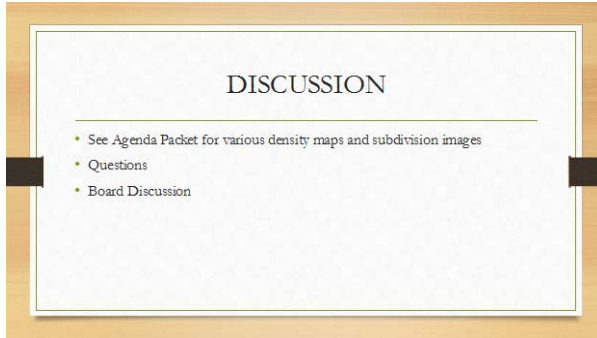 DISCUSSION
• See Agenda Packet for various density maps and subdivision images
• Questions
• Board Discussion